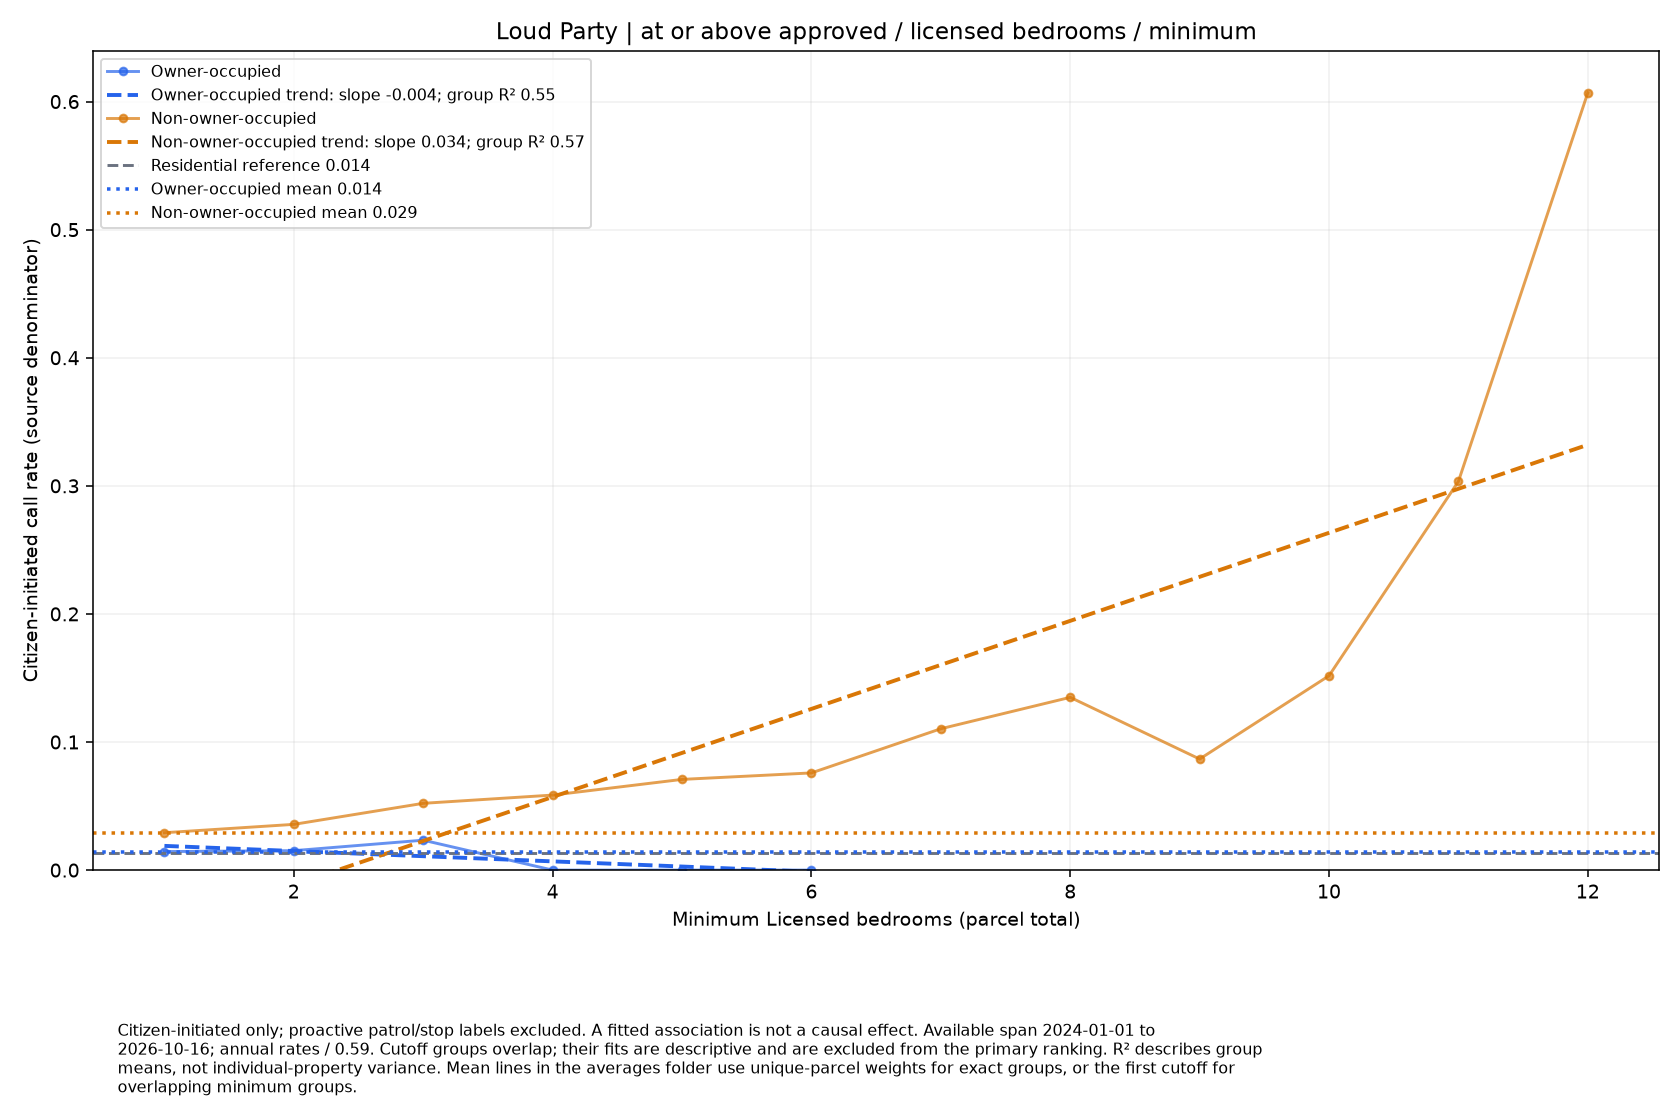 Loud Party | at or above approved / licensed bedrooms / minimum
Owner-occupied
Owner-occupied trend: slope -0.004; group R² 0.55
Non-owner-occupied
Non-owner-occupied trend: slope 0.034; group R² 0.57
Residential reference 0.014
Owner-occupied mean 0.014
Non-owner-occupied mean 0.029
Citizen-initiated call rate (source denominator)
0.6
0.5
0.4
0.3
0.2
0.1
0.0
2 4 6 8 10 12
Minimum Licensed bedrooms (parcel total)
Citizen-initiated only; proactive patrol/stop labels excluded. A fitted association is not a causal effect. Available span 2024-01-01 to
2026-10-16; annual rates / 0.59. Cutoff groups overlap; their fits are descriptive and are excluded from the primary ranking. R² describes group
means, not individual-property variance. Mean lines in the averages folder use unique-parcel weights for exact groups, or the first cutoff for
overlapping minimum groups.